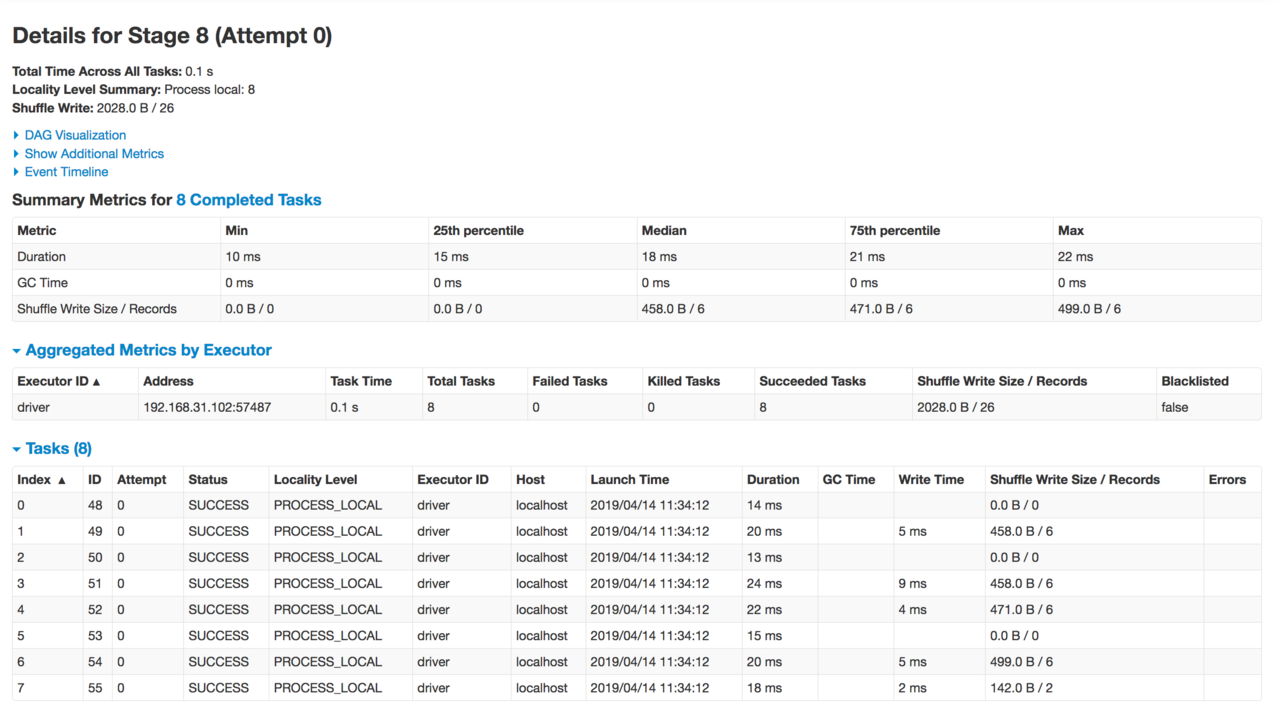 Details for Stage 8 (Attempt 0)
Total Time Across All Tasks: 0.1 s
Locality Level Summary: Process local: 8
Shuffle Write: 2028.0 B / 26
DAG Visualization
Show Additional Metrics
Event Timeline
Summary Metrics for 8 Completed Tasks
Metric Min 25th percentile Median 75th percentile Max
Duration 10 ms 15 ms 18 ms 21 ms 22 ms
GC Time 0 ms 0 ms 0 ms 0 ms 0 ms
Shuffle Write Size / Records 0.0 B / 0 0.0 B / 0 458.0 B / 6 471.0 B / 6 499.0 B / 6
Aggregated Metrics by Executor
Executor ID ▲ Address Task Time Total Tasks Failed Tasks Killed Tasks Succeeded Tasks Shuffle Write Size / Records Blacklisted
driver 192.168.31.102:57487 0.1 s 8 0 0 8 2028.0 B / 26 false
Tasks (8)
Index ▲ ID Attempt Status Locality Level Executor ID Host Launch Time Duration GC Time Write Time Shuffle Write Size / Records Errors
0 48 0 SUCCESS PROCESS_LOCAL driver localhost 2019/04/14 11:34:12 14 ms 0.0 B / 0
1 49 0 SUCCESS PROCESS_LOCAL driver localhost 2019/04/14 11:34:12 20 ms 5 ms 458.0 B / 6
2 50 0 SUCCESS PROCESS_LOCAL driver localhost 2019/04/14 11:34:12 13 ms 0.0 B / 0
3 51 0 SUCCESS PROCESS_LOCAL driver localhost 2019/04/14 11:34:12 24 ms 9 ms 458.0 B / 6
4 52 0 SUCCESS PROCESS_LOCAL driver localhost 2019/04/14 11:34:12 22 ms 4 ms 471.0 B / 6
5 53 0 SUCCESS PROCESS_LOCAL driver localhost 2019/04/14 11:34:12 15 ms 0.0 B / 0
6 54 0 SUCCESS PROCESS_LOCAL driver localhost 2019/04/14 11:34:12 20 ms 5 ms 499.0 B / 6
7 55 0 SUCCESS PROCESS_LOCAL driver localhost 2019/04/14 11:34:12 18 ms 2 ms 142.0 B / 2